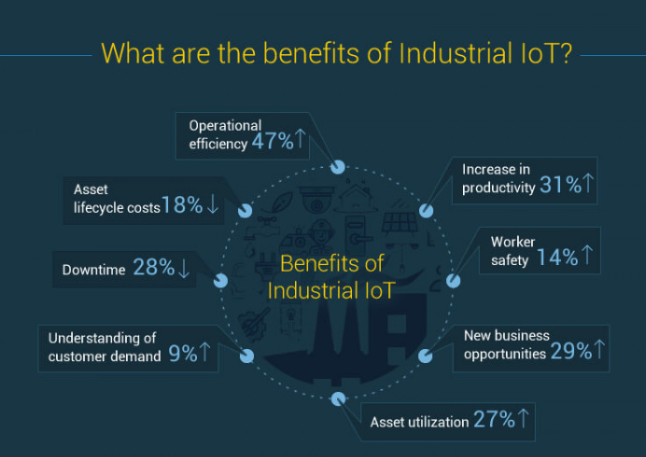 What are the benefits of Industrial IoT?
Operational
efficiency 47%↑
Increase in
productivity 31%↑
Asset
lifecycle costs 18%↓
Worker
safety 14%↑
Downtime 28%↓
Benefits of
Industrial IoT
Understanding of
customer demand 9%↑
New business
opportunities 29%↑
Asset utilization 27%↑